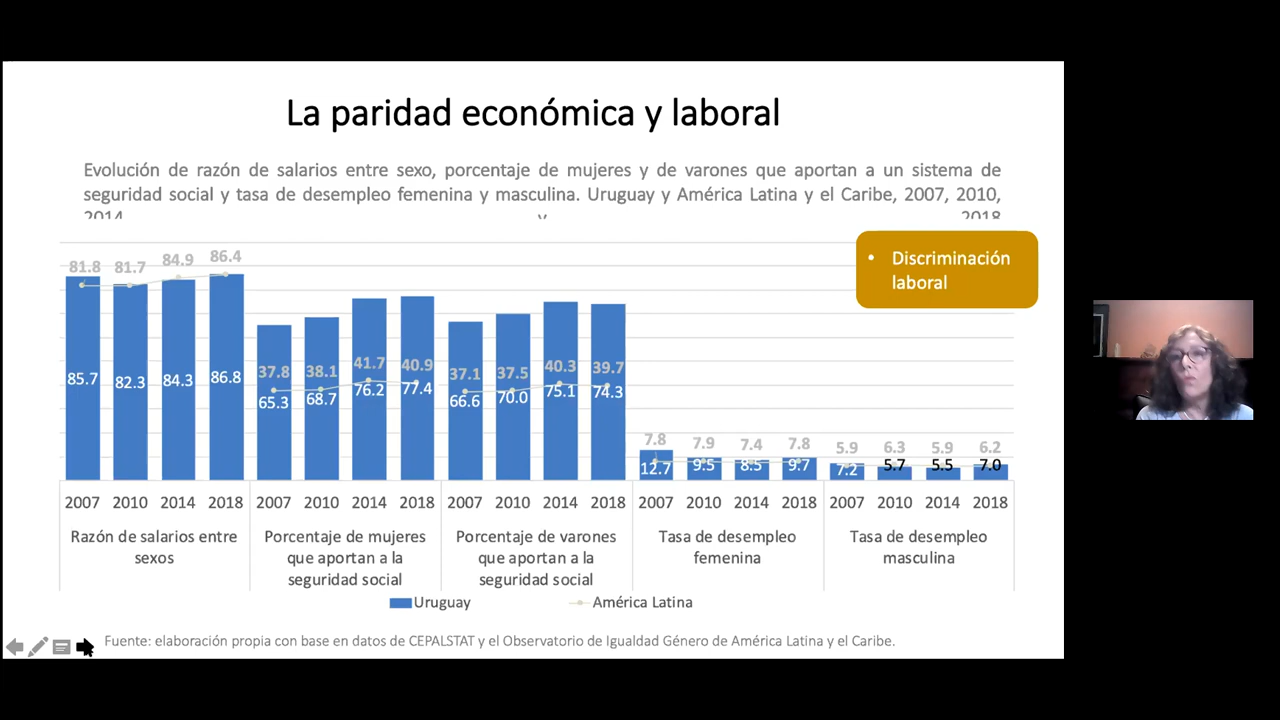 La paridad económica y laboral
Evolución de razón de salarios entre sexo, porcentaje de mujeres y de varones que aportan a un sistema de
seguridad social y tasa de desempleo femenina y masculina. Uruguay y América Latina y el Caribe, 2007, 2010,
2014 y 2018
• Discriminación
laboral
81.8 81.7 84.9 86.4
85.7 82.3 84.3 86.8
37.8 38.1 41.7 40.9
65.3 68.7 76.2 77.4
37.1 37.5 40.3 39.7
66.6 70.0 75.1 74.3
7.8 7.9 7.4 7.8
12.7 9.5 8.5 9.7
5.9 6.3 5.9 6.2
7.2 5.7 5.5 7.0
2007 2010 2014 2018 2007 2010 2014 2018 2007 2010 2014 2018 2007 2010 2014 2018 2007 2010 2014 2018
Razón de salarios entre
sexos
Porcentaje de mujeres
que aportan a la
seguridad social
Porcentaje de varones
que aportan a la
seguridad social
Tasa de desempleo
femenina
Tasa de desempleo
masculina
Uruguay
América Latina
Fuente: elaboración propia con base en datos de CEPALSTAT y el Observatorio de Igualdad Género de América Latina y el Caribe.